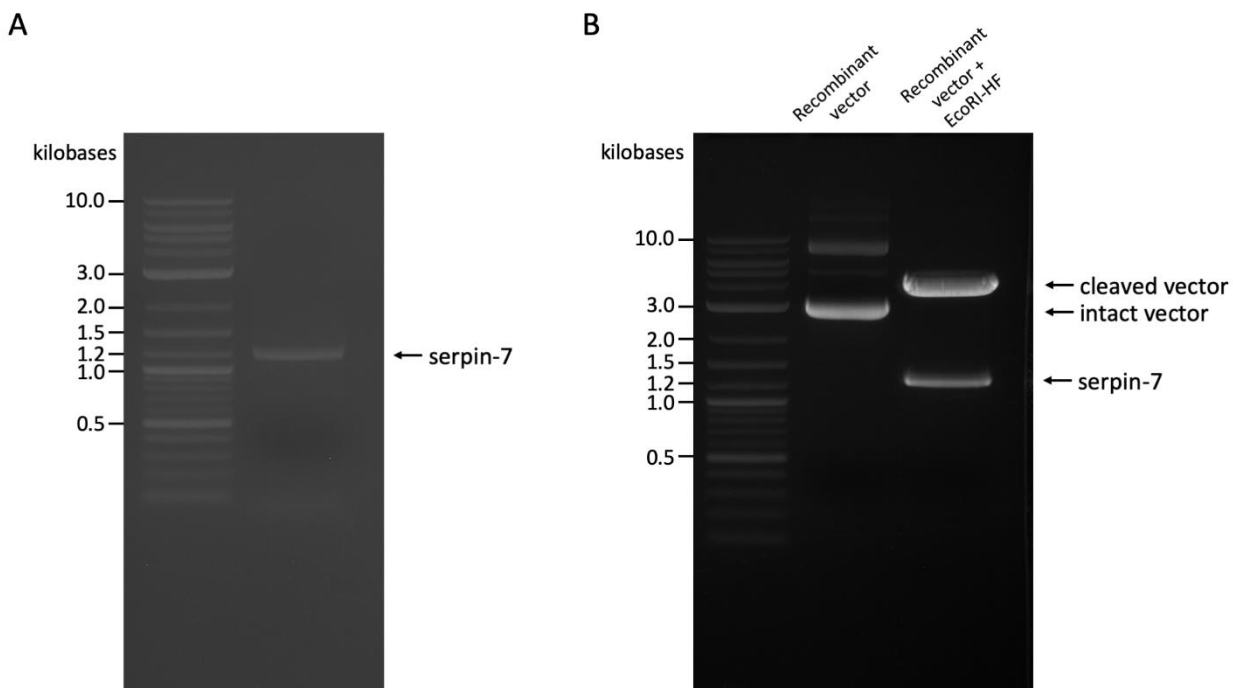 A
kilobases
10.0
3.0
2.0
1.5
1.2
1.0
0.5
serpin-7
B
Recombinant
vector
Recombinant
vector +
EcoRI-HF
kilobases
10.0
3.0
2.0
1.5
1.2
1.0
0.5
cleaved vector
intact vector
serpin-7